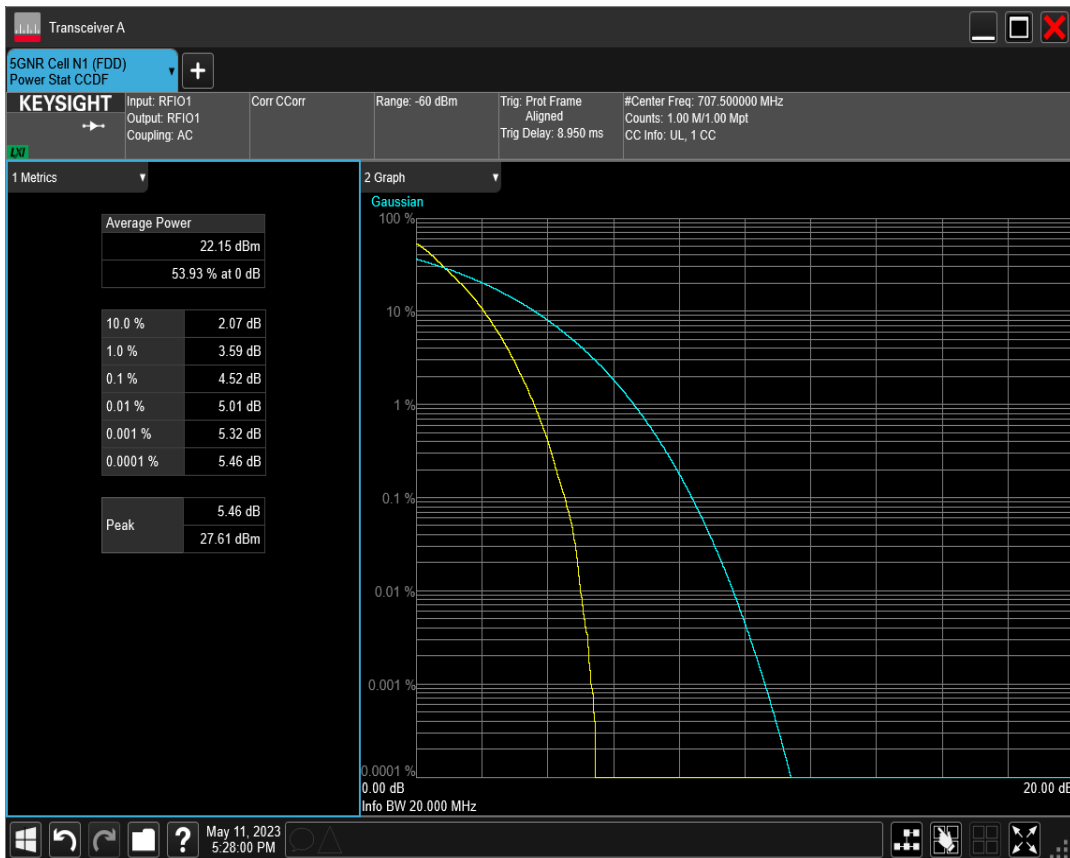 Transceiver A
5GNR Cell N1 (FDD)
Power Stat CCDF
KEYSIGHT
LXI
Input: RFIO1
Output: RFIO1
Coupling: AC
Corr CCorr
Range: -60 dBm
Trig: Prot Frame
Aligned
Trig Delay: 8.950 ms
#Center Freq: 707.500000 MHz
Counts: 1.00 M/1.00 Mpt
CC Info: UL, 1 CC
1 Metrics
Average Power
22.15 dBm
53.93 % at 0 dB
10.0 % 2.07 dB
1.0 % 3.59 dB
0.1 % 4.52 dB
0.01 % 5.01 dB
0.001 % 5.32 dB
0.0001 % 5.46 dB
Peak 5.46 dB
27.61 dBm
2 Graph
Gaussian
100 %
10 %
1 %
0.1 %
0.01 %
0.001 %
0.0001 %
0.00 dB 20.00 dB
Info BW 20.000 MHz
? May 11, 2023
5:28:00 PM